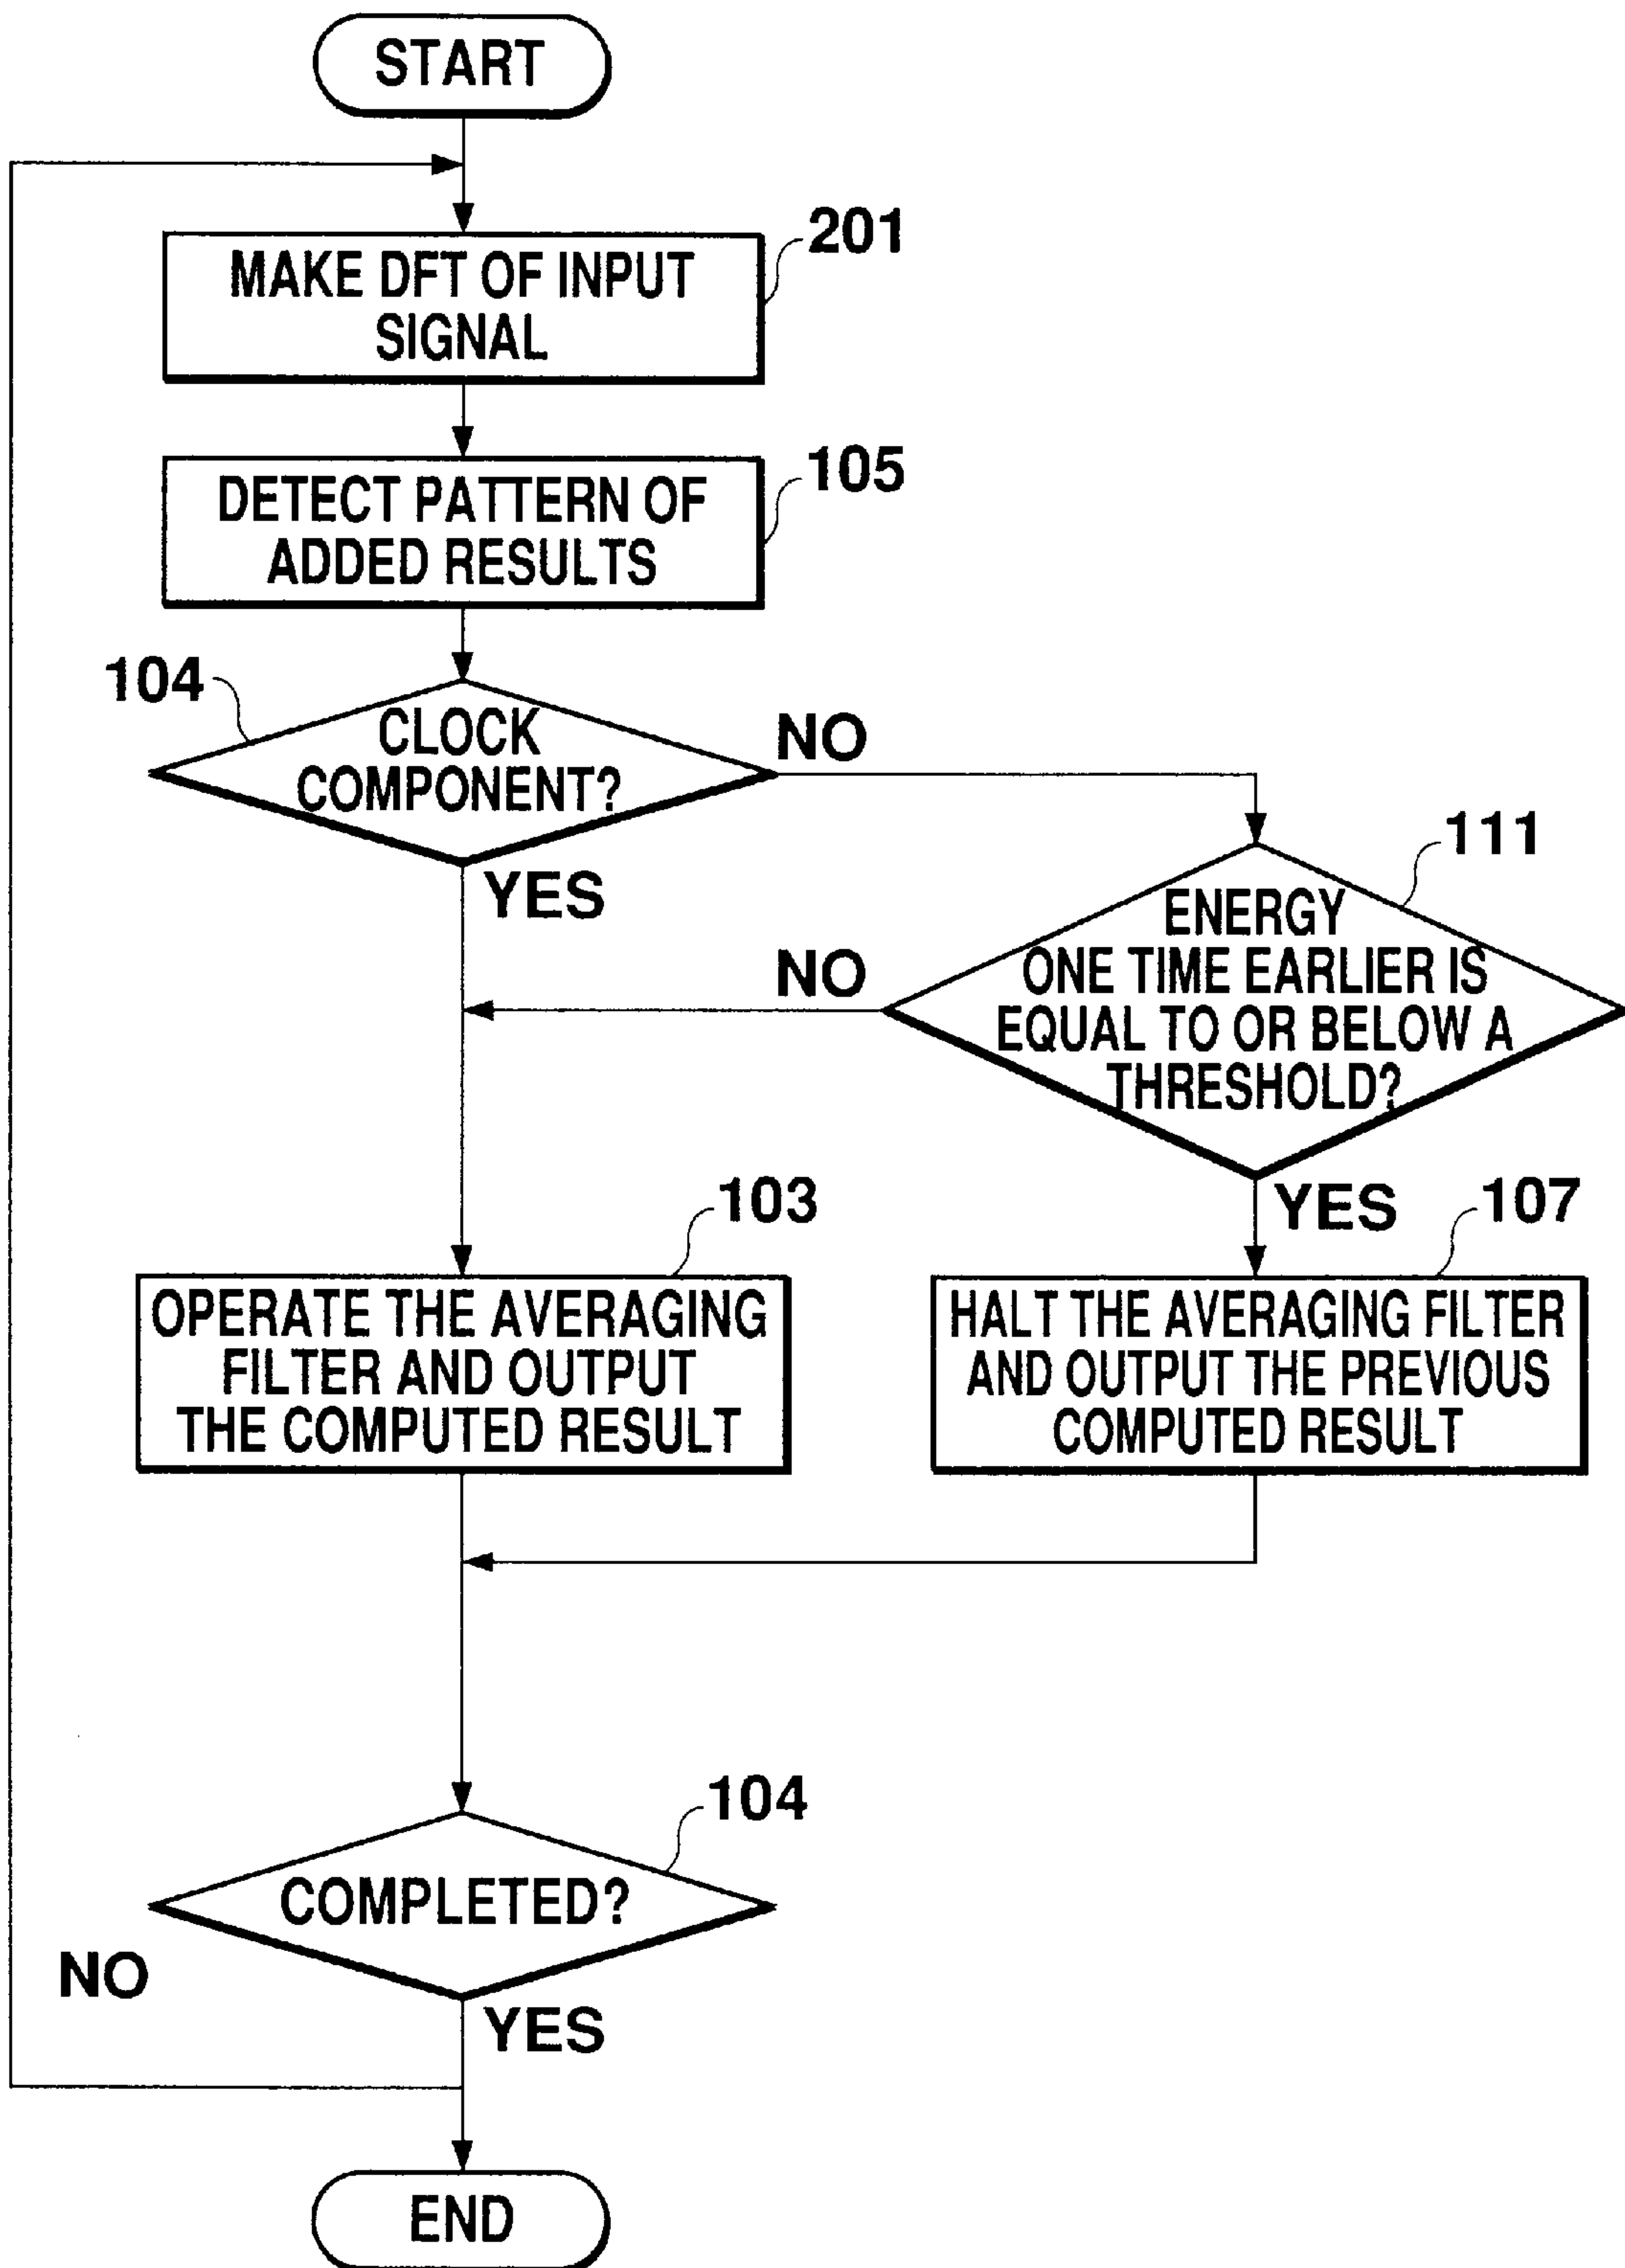 START
201
MAKE DFT OF INPUT
SIGNAL
105
DETECT PATTERN OF
ADDED RESULTS
104
CLOCK
COMPONENT?
NO
YES
111
ENERGY
ONE TIME EARLIER IS
EQUAL TO OR BELOW A
THRESHOLD?
NO
YES
103
OPERATE THE AVERAGING
FILTER AND OUTPUT
THE COMPUTED RESULT
107
HALT THE AVERAGING FILTER
AND OUTPUT THE PREVIOUS
COMPUTED RESULT
104
COMPLETED?
NO
YES
END